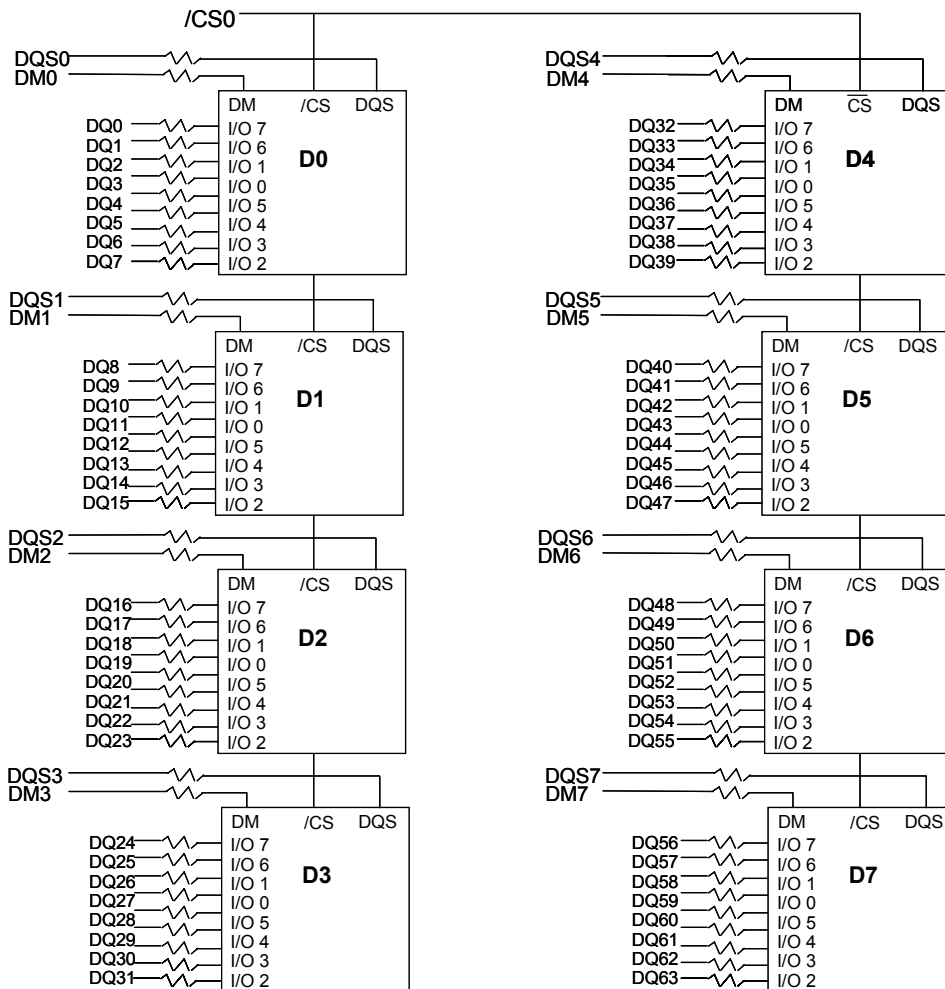 /CS0
DQS0
DM0
DM /CS DQS
D0
DQ0 I/O 7
DQ1 I/O 6
DQ2 I/O 1
DQ3 I/O 0
DQ4 I/O 5
DQ5 I/O 4
DQ6 I/O 3
DQ7 I/O 2
DQS1
DM1
DM /CS DQS
D1
DQ8 I/O 7
DQ9 I/O 6
DQ10 I/O 1
DQ11 I/O 0
DQ12 I/O 5
DQ13 I/O 4
DQ14 I/O 3
DQ15 I/O 2
DQS2
DM2
DM /CS DQS
D2
DQ16 I/O 7
DQ17 I/O 6
DQ18 I/O 1
DQ19 I/O 0
DQ20 I/O 5
DQ21 I/O 4
DQ22 I/O 3
DQ23 I/O 2
DQS3
DM3
DM /CS DQS
D3
DQ24 I/O 7
DQ25 I/O 6
DQ26 I/O 1
DQ27 I/O 0
DQ28 I/O 5
DQ29 I/O 4
DQ30 I/O 3
DQ31 I/O 2
DQS4
DM4
DM C̅S̅ DQS
D4
DQ32 I/O 7
DQ33 I/O 6
DQ34 I/O 1
DQ35 I/O 0
DQ36 I/O 5
DQ37 I/O 4
DQ38 I/O 3
DQ39 I/O 2
DQS5
DM5
DM /CS DQS
D5
DQ40 I/O 7
DQ41 I/O 6
DQ42 I/O 1
DQ43 I/O 0
DQ44 I/O 5
DQ45 I/O 4
DQ46 I/O 3
DQ47 I/O 2
DQS6
DM6
DM /CS DQS
D6
DQ48 I/O 7
DQ49 I/O 6
DQ50 I/O 1
DQ51 I/O 0
DQ52 I/O 5
DQ53 I/O 4
DQ54 I/O 3
DQ55 I/O 2
DQS7
DM7
DM /CS DQS
D7
DQ56 I/O 7
DQ57 I/O 6
DQ58 I/O 1
DQ59 I/O 0
DQ60 I/O 5
DQ61 I/O 4
DQ62 I/O 3
DQ63 I/O 2